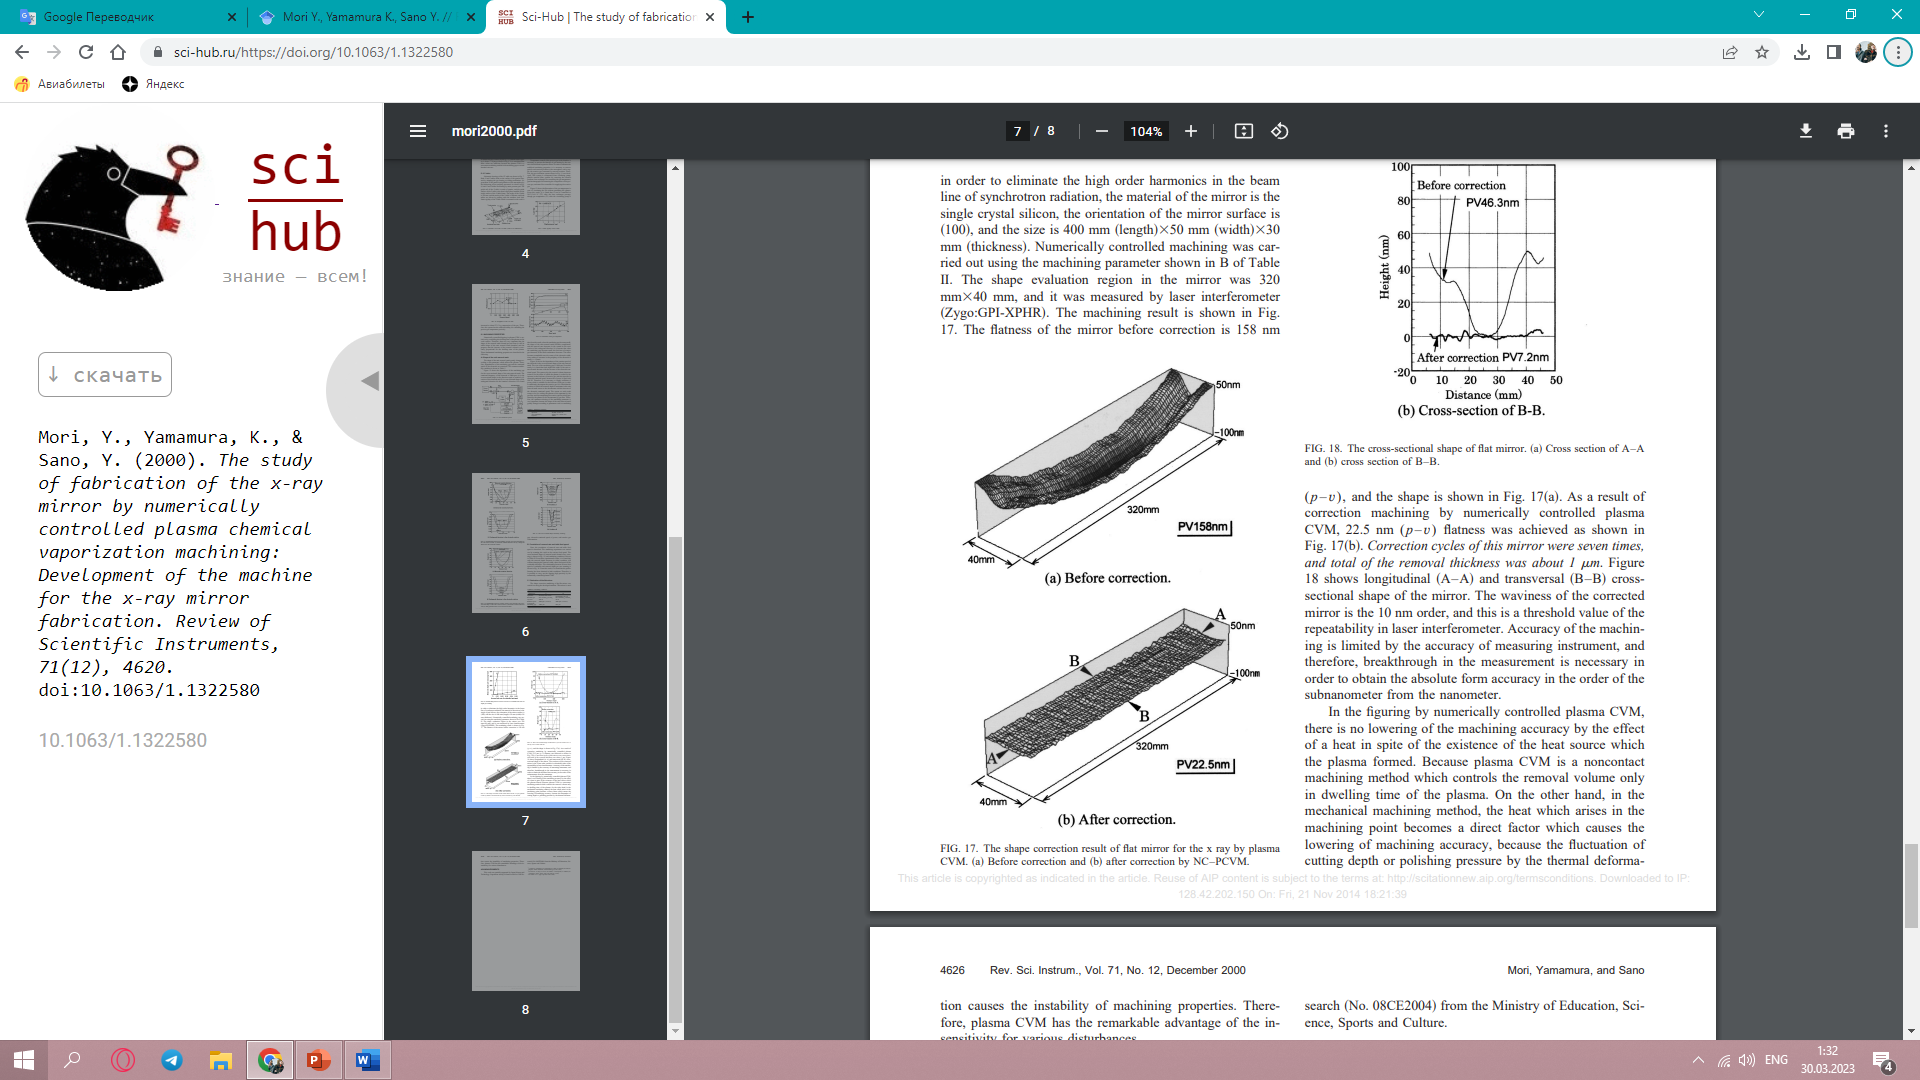 Google Переводчик
Mori Y., Yamamura K., Sano Y. //
Sci-Hub | The study of fabrication
sci-hub.ru/https://doi.org/10.1063/1.1322580
Авиабилеты
Яндекс
sci
hub
знание — всем!
↓ скачать
Mori, Y., Yamamura, K., &
Sano, Y. (2000). The study
of fabrication of the x-ray
mirror by numerically
controlled plasma chemical
vaporization machining:
Development of the machine
for the x-ray mirror
fabrication. Review of
Scientific Instruments,
71(12), 4620.
doi:10.1063/1.1322580
10.1063/1.1322580
mori2000.pdf
7 / 8
104%
4
5
6
7
8
in order to eliminate the high order harmonics in the beam
line of synchrotron radiation, the material of the mirror is the
single crystal silicon, the orientation of the mirror surface is
(100), and the size is 400 mm (length)×50 mm (width)×30
mm (thickness). Numerically controlled machining was car-
ried out using the machining parameter shown in B of Table
II. The shape evaluation region in the mirror was 320
mm×40 mm, and it was measured by laser interferometer
(Zygo:GPI-XPHR). The machining result is shown in Fig.
17. The flatness of the mirror before correction is 158 nm
50nm
-100nm
320mm
PV158nm
40mm
(a) Before correction.
A
50nm
B
-100nm
B
320mm
A
PV22.5nm
40mm
(b) After correction.
FIG. 17. The shape correction result of flat mirror for the x ray by plasma
CVM. (a) Before correction and (b) after correction by NC–PCVM.
100
80
60
40
20
0
-20
Height (nm)
Before correction
PV46.3nm
After correction PV7.2nm
0 10 20 30 40 50
Distance (mm)
(b) Cross-section of B-B.
FIG. 18. The cross-sectional shape of flat mirror. (a) Cross section of A–A
and (b) cross section of B–B.
(p−v), and the shape is shown in Fig. 17(a). As a result of
correction machining by numerically controlled plasma
CVM, 22.5 nm (p−v) flatness was achieved as shown in
Fig. 17(b). Correction cycles of this mirror were seven times,
and total of the removal thickness was about 1 μm. Figure
18 shows longitudinal (A–A) and transversal (B–B) cross-
sectional shape of the mirror. The waviness of the corrected
mirror is the 10 nm order, and this is a threshold value of the
repeatability in laser interferometer. Accuracy of the machin-
ing is limited by the accuracy of measuring instrument, and
therefore, breakthrough in the measurement is necessary in
order to obtain the absolute form accuracy in the order of the
subnanometer from the nanometer.
In the figuring by numerically controlled plasma CVM,
there is no lowering of the machining accuracy by the effect
of a heat in spite of the existence of the heat source which
the plasma formed. Because plasma CVM is a noncontact
machining method which controls the removal volume only
in dwelling time of the plasma. On the other hand, in the
mechanical machining method, the heat which arises in the
machining point becomes a direct factor which causes the
lowering of machining accuracy, because the fluctuation of
cutting depth or polishing pressure by the thermal deforma-
This article is copyrighted as indicated in the article. Reuse of AIP content is subject to the terms at: http://scitationnew.aip.org/termsconditions. Downloaded to IP:
128.42.202.150 On: Fri, 21 Nov 2014 18:21:39
4626 Rev. Sci. Instrum., Vol. 71, No. 12, December 2000
Mori, Yamamura, and Sano
tion causes the instability of machining properties. There-
fore, plasma CVM has the remarkable advantage of the in-
sensitivity for various disturbances.
search (No. 08CE2004) from the Ministry of Education, Sci-
ence, Sports and Culture.
ENG
1:32
30.03.2023
4